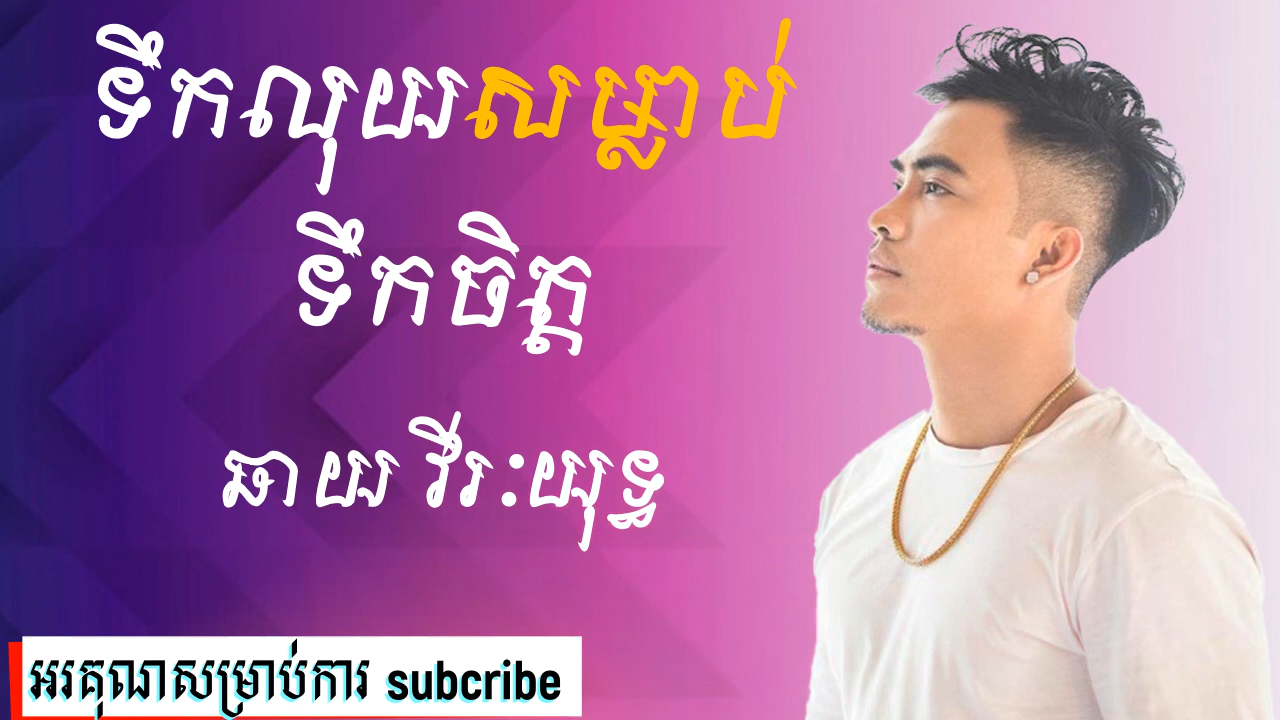 ទឹកលុយសម្លាប់
ទឹកចិត្ត
ឆាយ វីរៈយុទ្ធ
អរគុណសម្រាប់ការ subcribe